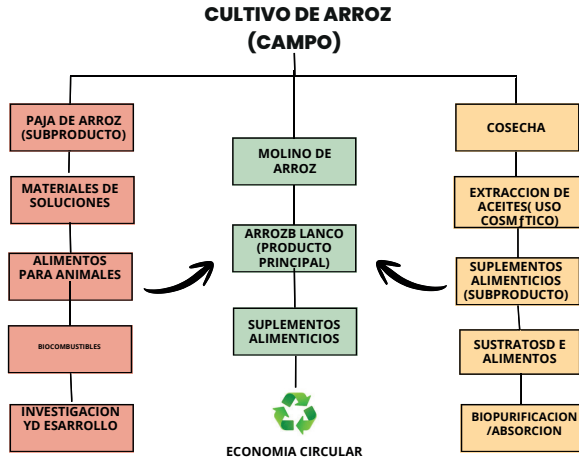 CULTIVO DE ARROZ
(CAMPO)
PAJA DE ARROZ
(SUBPRODUCTO)
MATERIALES DE
SOLUCIONES
ALIMENTOS
PARA ANIMALES
BIOCOMBUSTIBLES
INVESTIGACION
YD ESARROLLO
MOLINO DE
ARROZ
ARROZB LANCO
(PRODUCTO
PRINCIPAL)
SUPLEMENTOS
ALIMENTICIOS
ECONOMIA CIRCULAR
COSECHA
EXTRACCION DE
ACEITES( USO
COSMƒTICO)
SUPLEMENTOS
ALIMENTICIOS
(SUBPRODUCTO)
SUSTRATOSD E
ALIMENTOS
BIOPURIFICACION
/ABSORCION